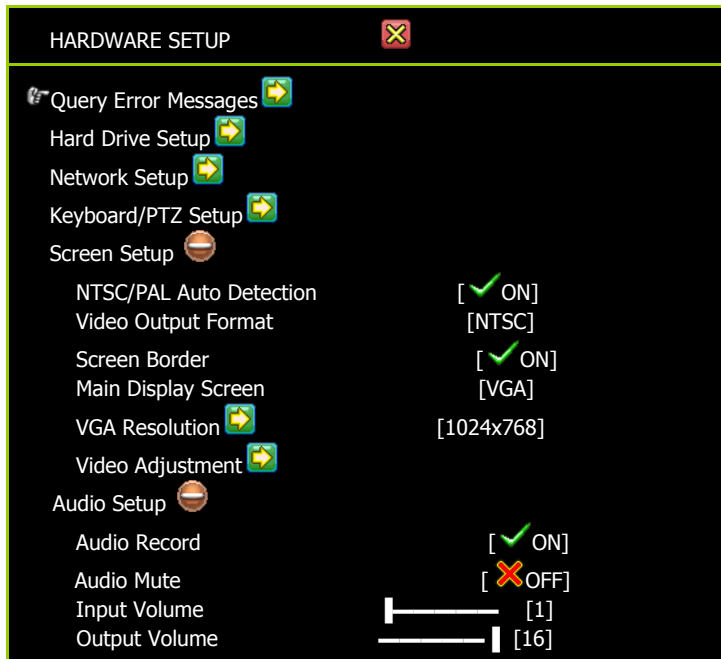 HARDWARE SETUP
Query Error Messages
Hard Drive Setup
Network Setup
Keyboard/PTZ Setup
Screen Setup
NTSC/PAL Auto Detection [ ON]
Video Output Format [NTSC]
Screen Border [ ON]
Main Display Screen [VGA]
VGA Resolution [1024x768]
Video Adjustment
Audio Setup
Audio Record [ ON]
Audio Mute [ OFF]
Input Volume [1]
Output Volume [16]